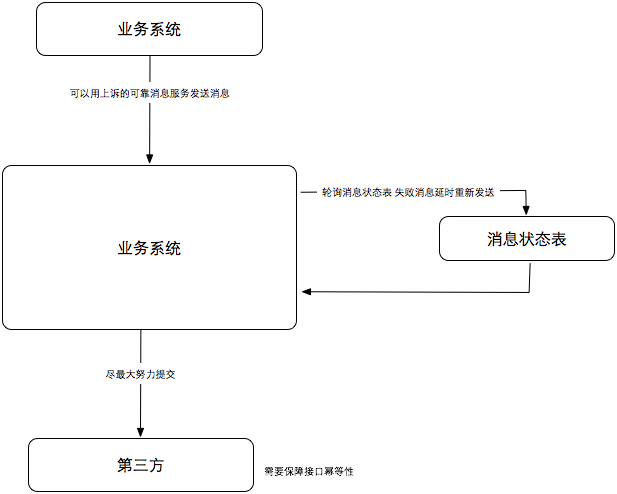 业务系统
可以用上诉的可靠消息服务发送消息
轮询消息状态表 失败消息延时重新发送
业务系统
消息状态表
尽最大努力提交
第三方
需要保障接口幂等性